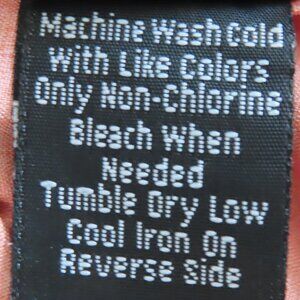 Machine Wash Cold
With Like Colors
Only Non-Chlorine
Bleach When
Needed
Tumble Dry Low
Cool Iron On
Reverse Side